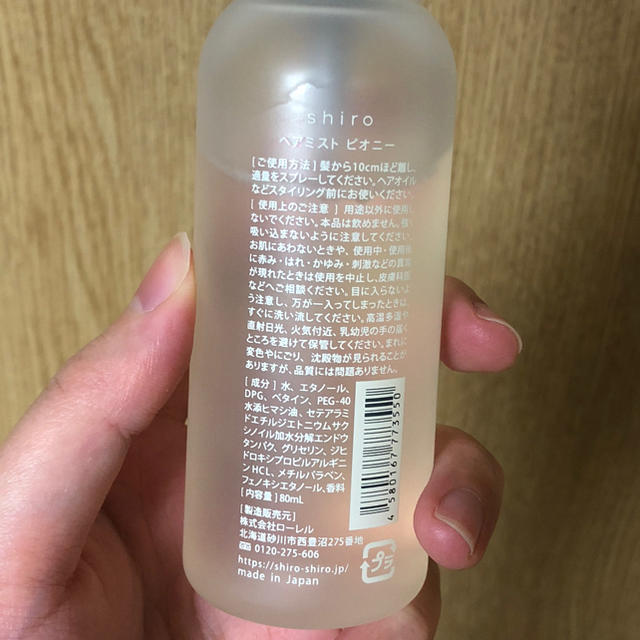 shiro
ヘアミスト ピオニー
[ご使用方法] 髪から10cmほど離し、
適量をスプレーしてください。ヘアオイル
などスタイリング前にお使いください。
[使用上のご注意] 用途以外に使用し
ないでください。本品は飲めません。
吸い込まないように注意してください。
お肌にあわないときや、使用中・使用後
に赤み・はれ・かゆみ・刺激などの異常
が現れたときは使用を中止し、皮膚科医
などへご相談ください。目に入らないよ
う注意し、万が一入ってしまったときは、
すぐに洗い流してください。高温多湿や
直射日光、火気付近、乳幼児の手の届く
ところを避けて保管してください。まれに
変色やにごり、沈殿物が見られることが
ありますが、品質には問題ありません。
[成分] 水、エタノール、
DPG、ベタイン、PEG-40
水添ヒマシ油、セテアラミ
ドエチルジエトニウムサク
シノイル加水分解エンドウ
タンパク、グリセリン、ジヒ
ドロキシプロピルアルギニ
ンHCL、メチルパラベン、
フェノキシエタノール、香料
[内容量] 80mL
[製造販売元]
株式会社ローレル
北海道砂川市西豊沼275番地
0120-275-606
https://shiro-shiro.jp/
made in Japan
4 580167 773550
プラ